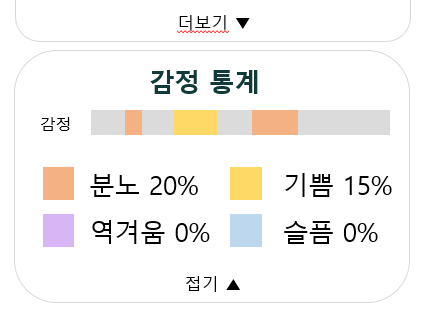 더보기 ▼
감정 통계
감정
분노 20% 기쁨 15%
역겨움 0% 슬픔 0%
접기 ▲